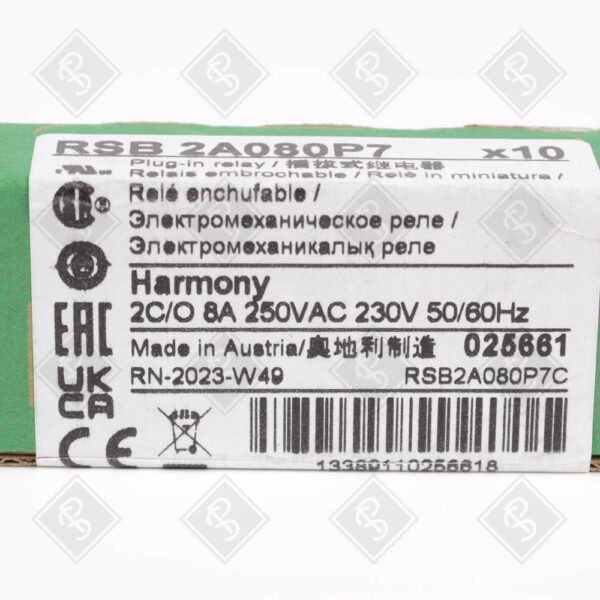 RSB 2A080P7 x10
Plug-in relay / 插拔式继电器
Relais embrochable / Relé in miniatura /
Relé enchufable /
Электромеханическое реле /
Электромеханикалық реле
Harmony
2C/O 8A 250VAC 230V 50/60Hz
Made in Austria/奥地利制造 025661
RN-2023-W49 RSB2A080P7C
EAC
UK
CA
CE
13389110256618